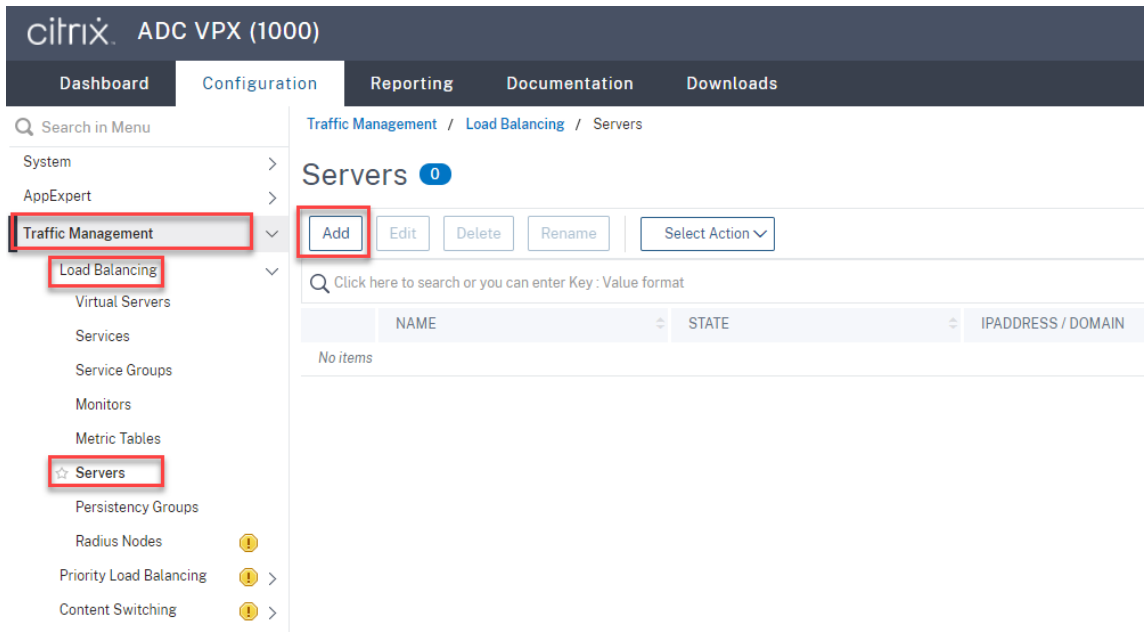 citrix. ADC VPX (1000)
Dashboard Configuration Reporting Documentation Downloads
Search in Menu
System
AppExpert
Traffic Management
Load Balancing
Virtual Servers
Services
Service Groups
Monitors
Metric Tables
Servers
Persistency Groups
Radius Nodes
Priority Load Balancing
Content Switching
Traffic Management / Load Balancing / Servers
Servers 0
Add Edit Delete Rename Select Action
Click here to search or you can enter Key : Value format
NAME STATE IPADDRESS / DOMAIN
No items